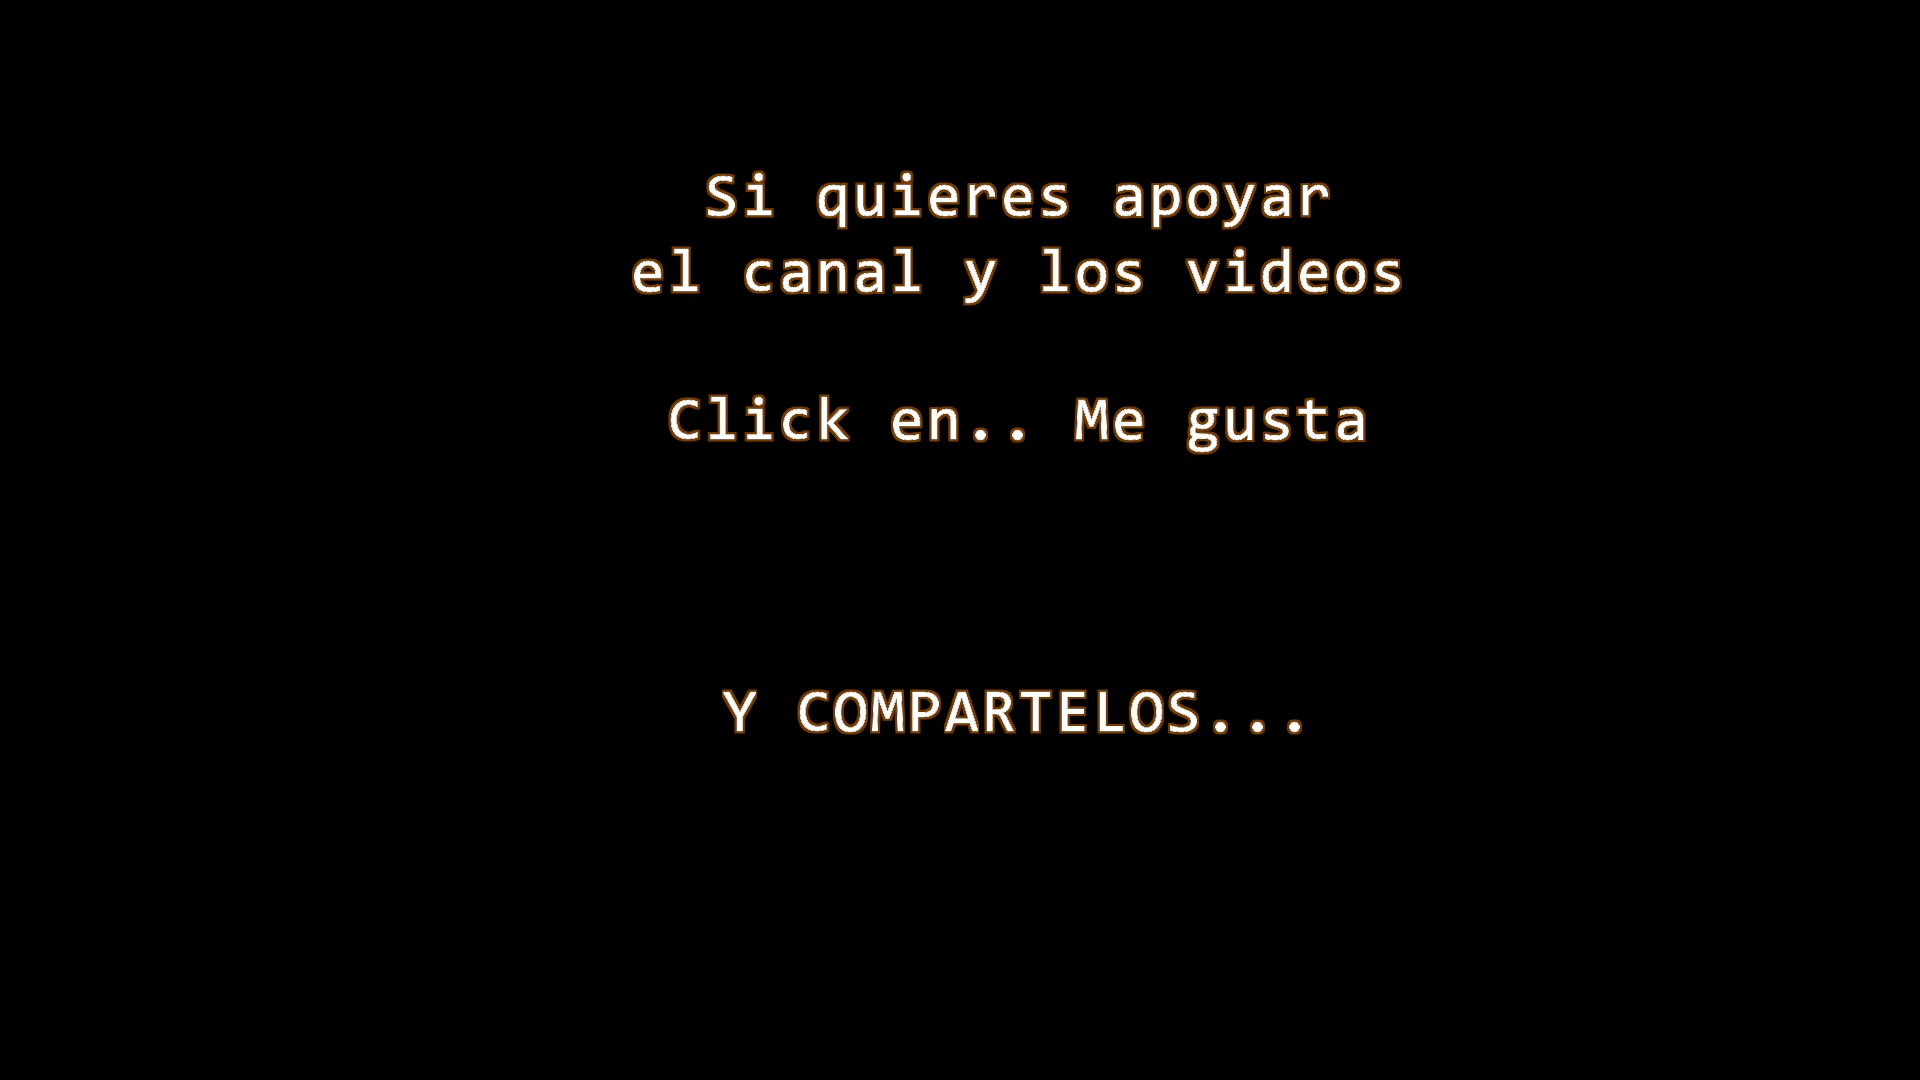 Si quieres apoyar
el canal y los videos
Click en.. Me gusta
Y COMPARTELOS...